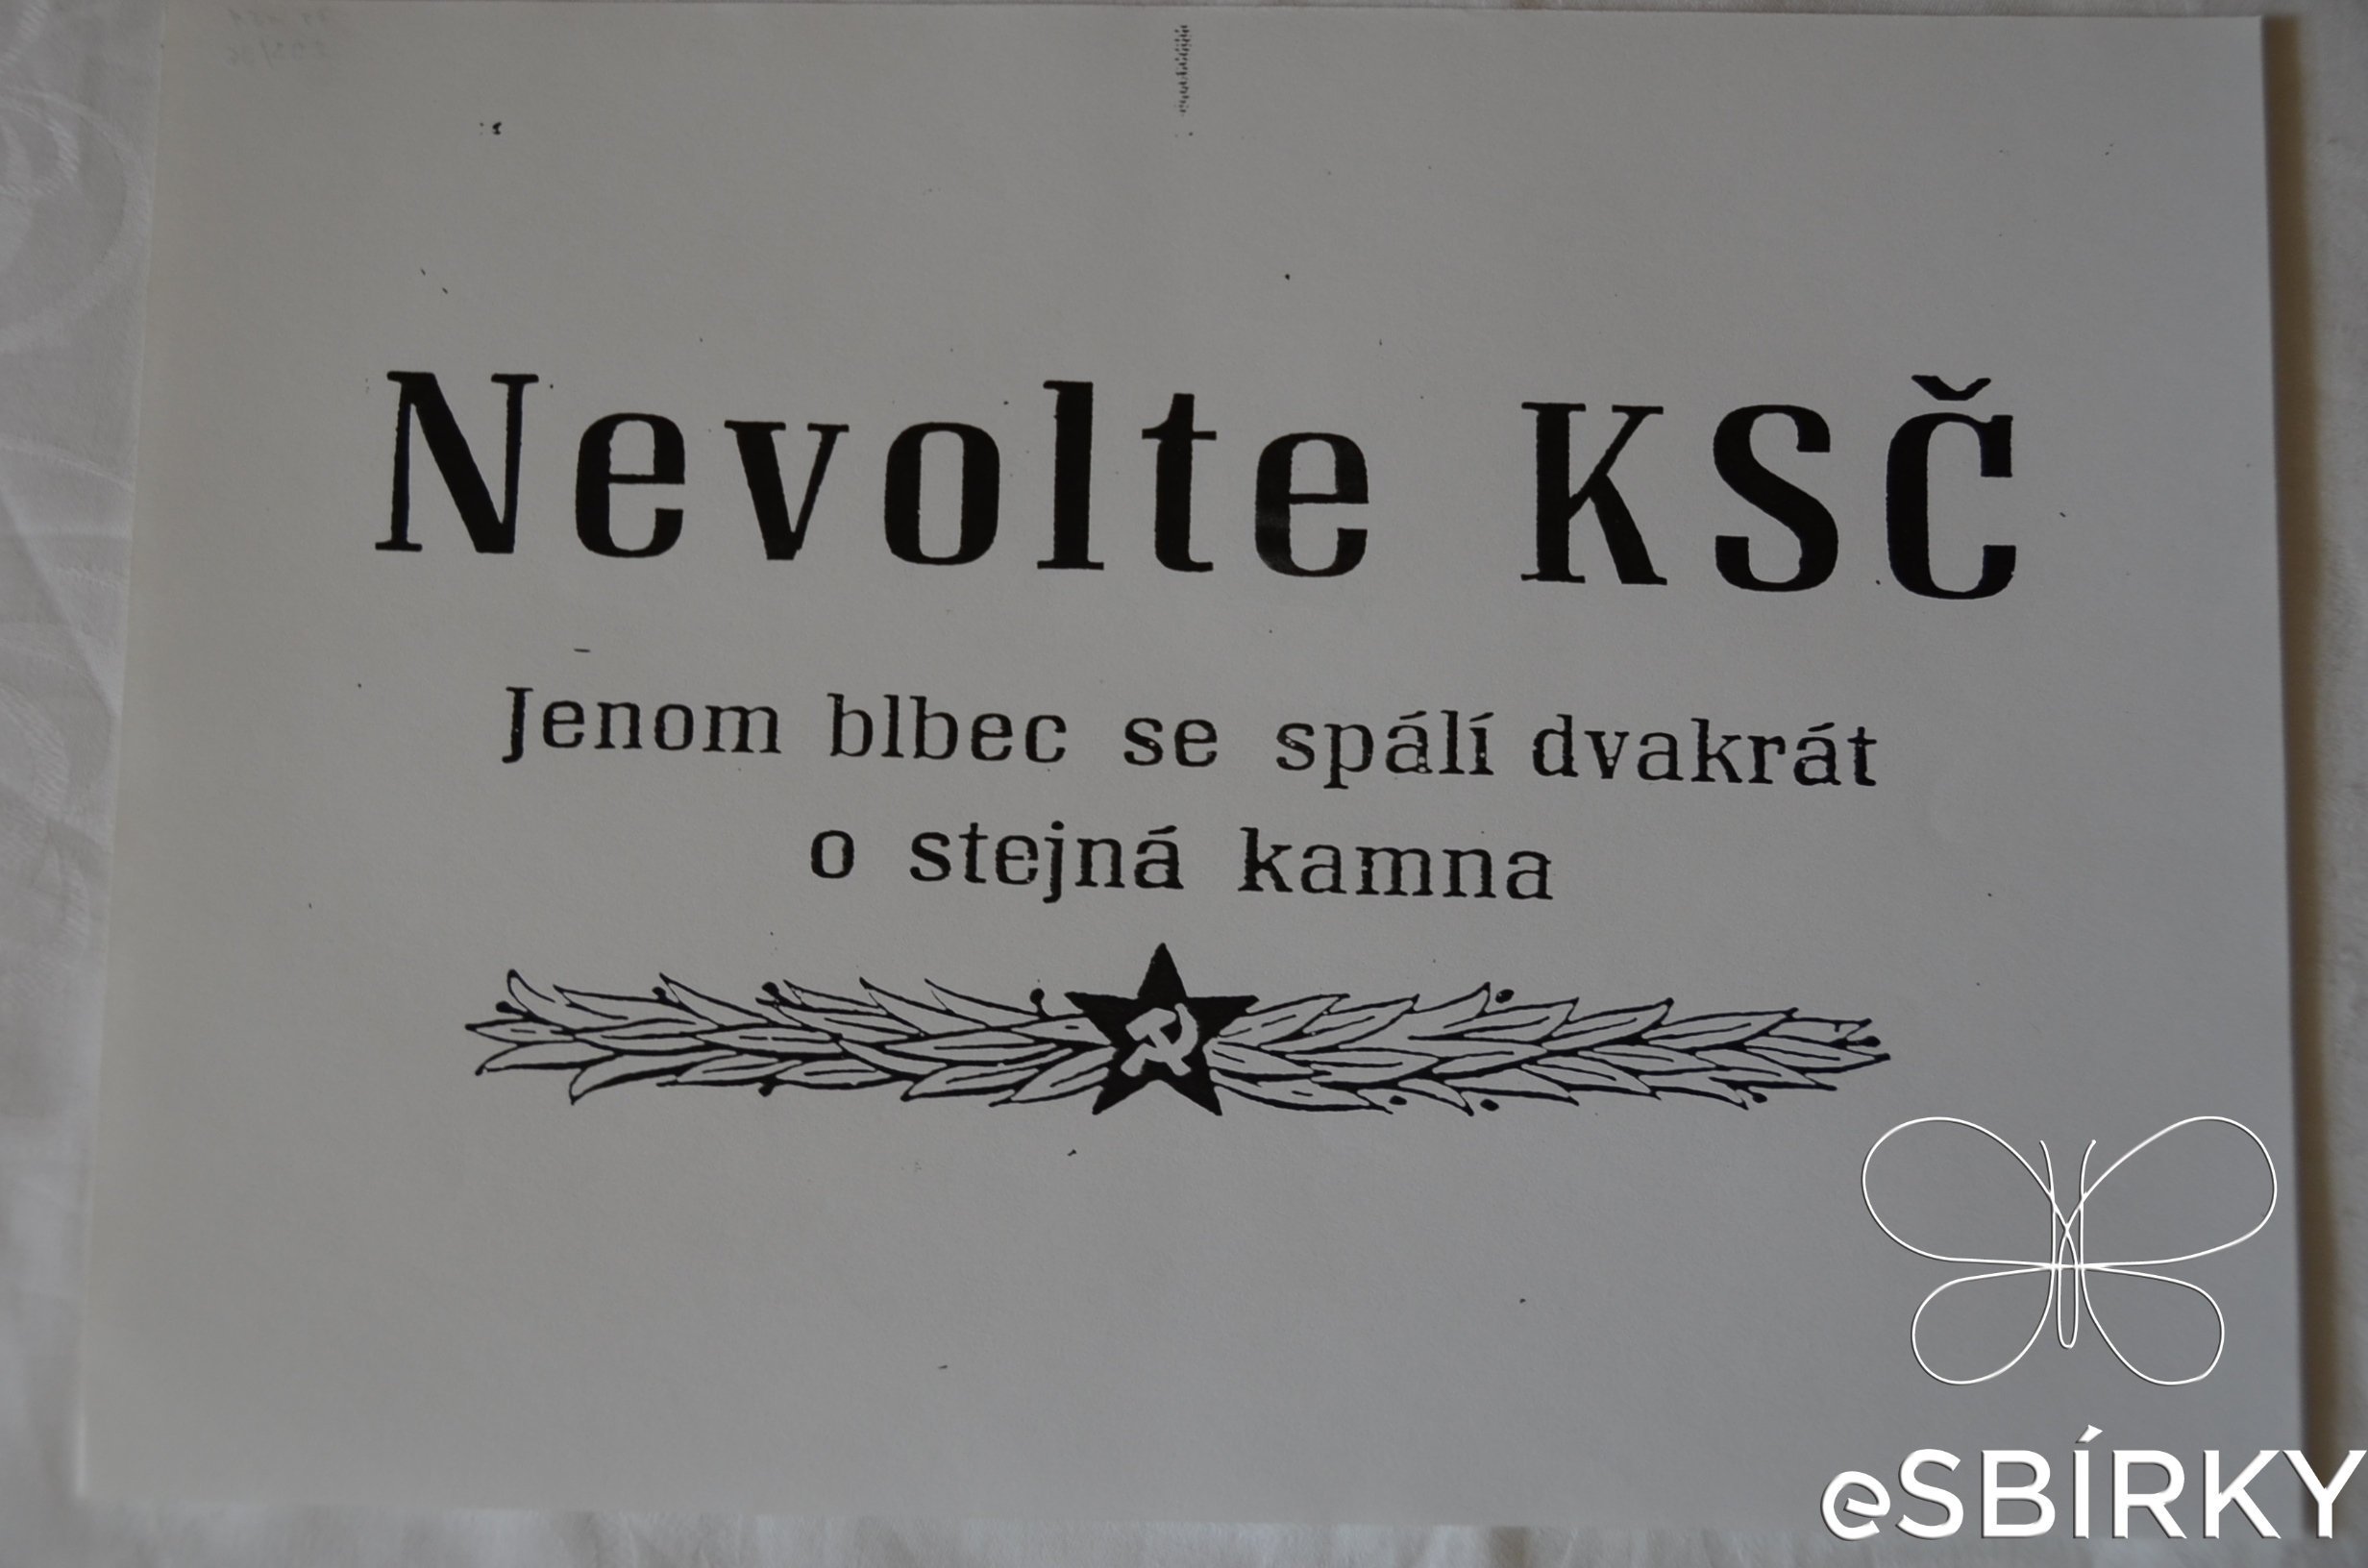 Nevolte KSČ
Jenom blbec se spálí dvakrát
o stejná kamna
eSBÍRKY